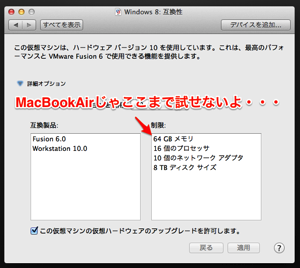 Windows 8: 互換性
すべてを表示
デバイスを追加...
この仮想マシンは、ハードウェア バージョン 10 を使用しています。これは、最高のパフォー
マンスと VMware Fusion 6 で使用できる機能を提供します。
詳細オプション
MacBookAirじゃここまで試せないよ・・・
互換製品:
Fusion 6.0
Workstation 10.0
制限:
64 GB メモリ
16 個のプロセッサ
10 個のネットワーク アダプタ
8 TB ディスク サイズ
この仮想マシンの仮想ハードウェアのアップグレードを許可します。
戻る
適用
?